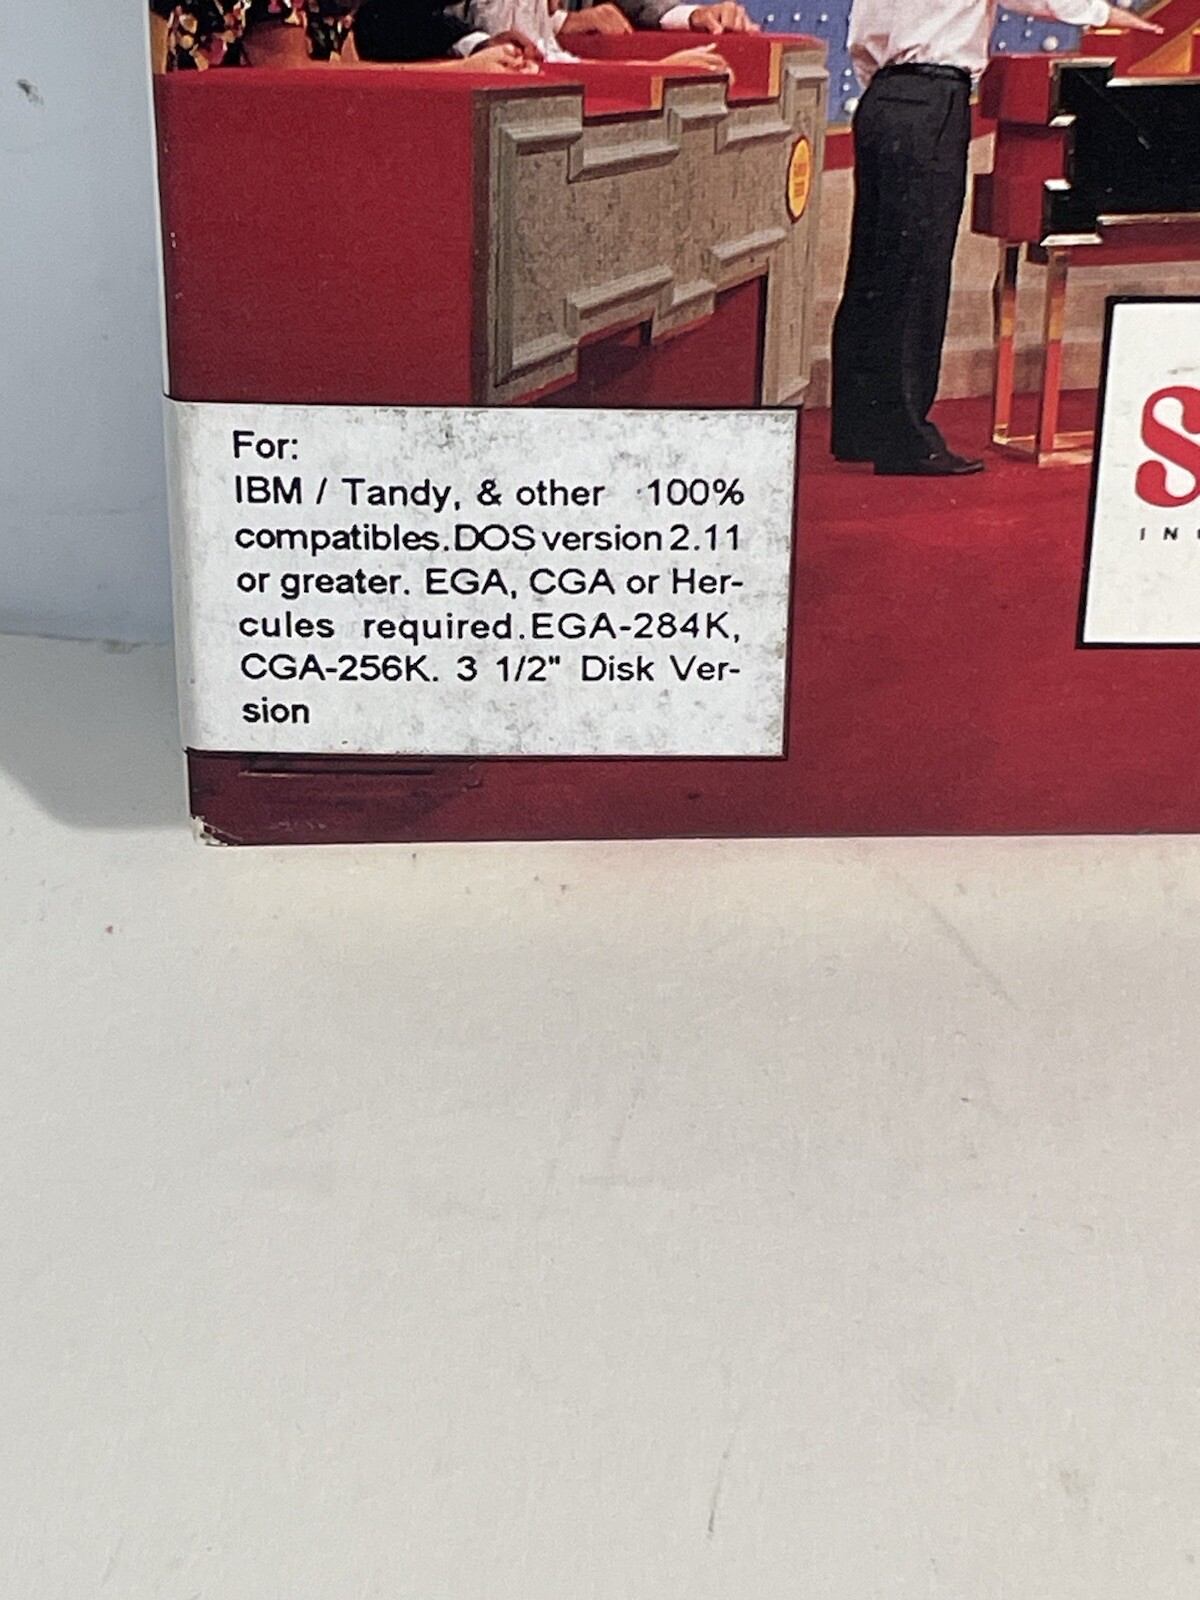 For:
IBM / Tandy, & other 100%
compatibles.DOS version 2.11
or greater. EGA, CGA or Her-
cules required.EGA-284K,
CGA-256K. 3 1/2" Disk Ver-
sion
S
IN